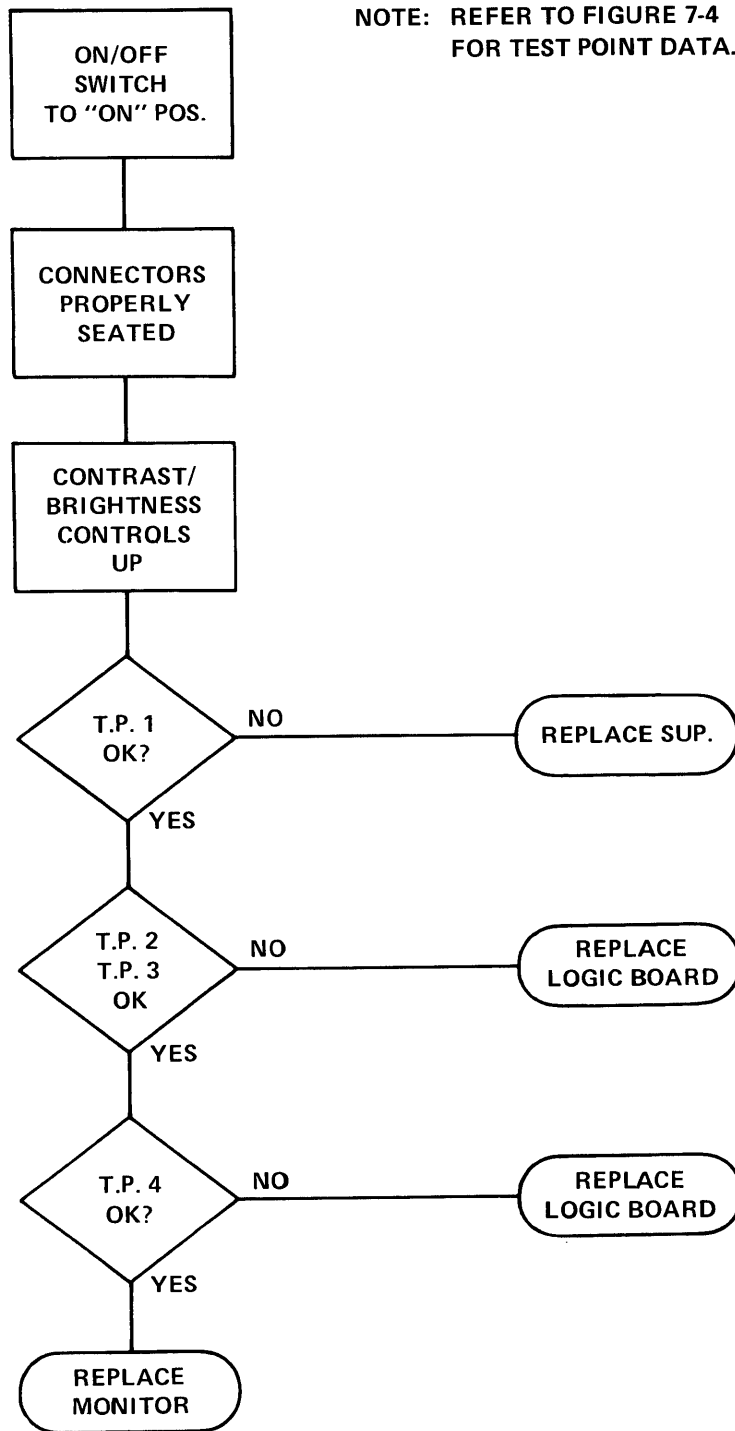 NOTE: REFER TO FIGURE 7-4
FOR TEST POINT DATA.
ON/OFF
SWITCH
TO "ON" POS.
CONNECTORS
PROPERLY
SEATED
CONTRAST/
BRIGHTNESS
CONTROLS
UP
T.P. 1
OK?
NO
REPLACE SUP.
YES
T.P. 2
T.P. 3
OK
NO
REPLACE
LOGIC BOARD
YES
T.P. 4
OK?
NO
REPLACE
LOGIC BOARD
YES
REPLACE
MONITOR